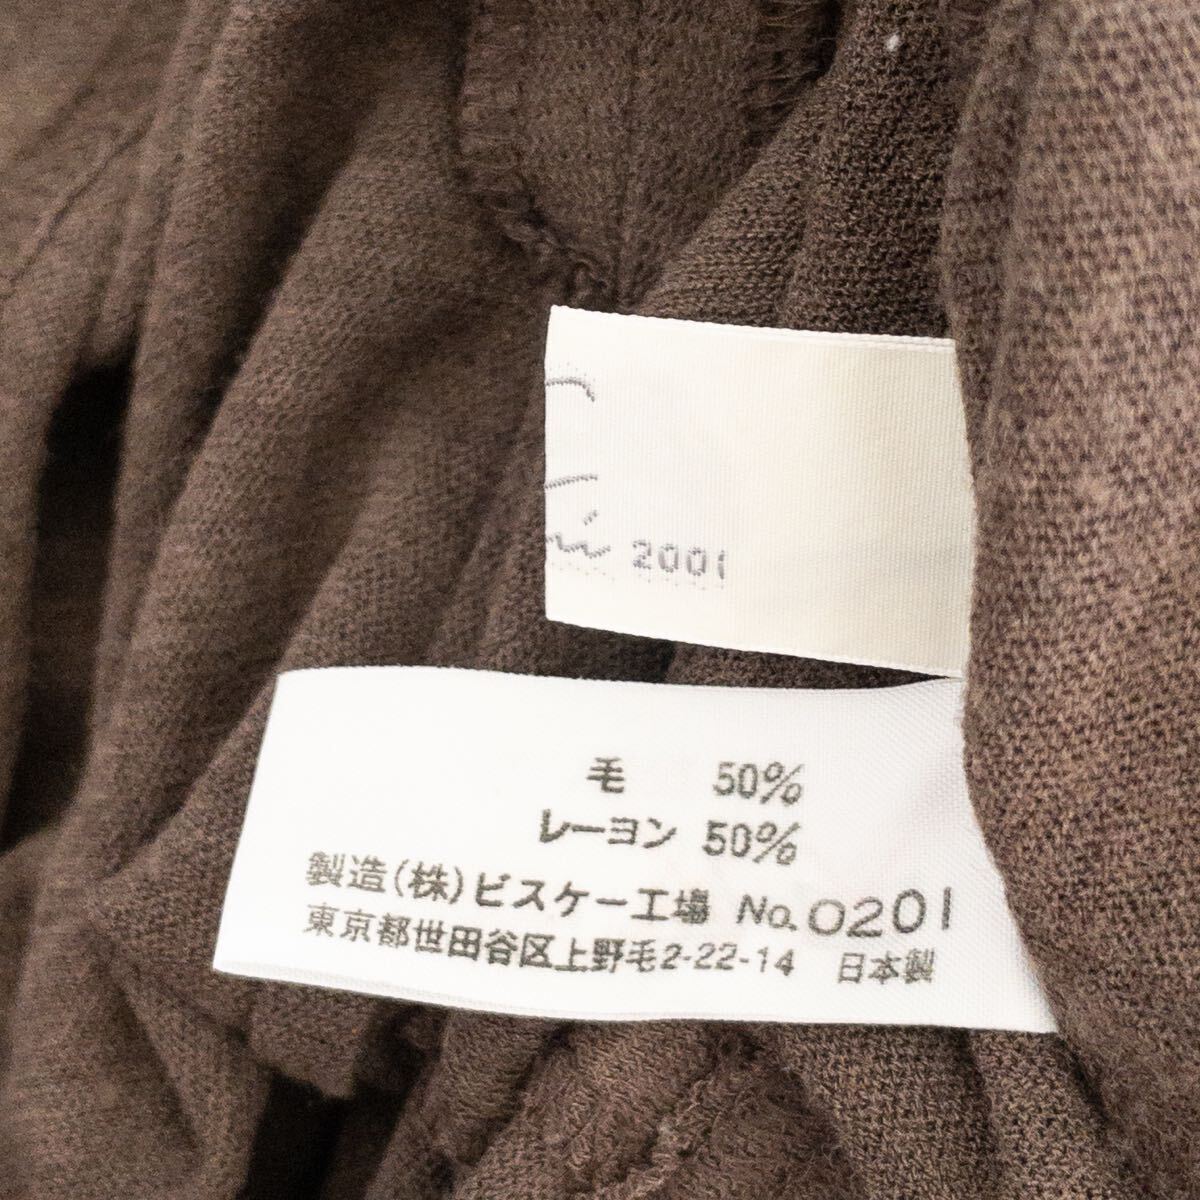 2001
毛 50%
レーヨン 50%
製造(株)ビスケー工場 No.0201
東京都世田谷区上野毛2-22-14 日本製